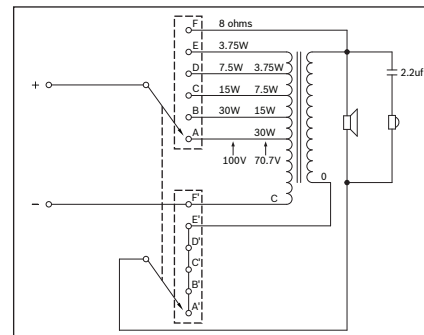 F 8 ohms
E 3.75W
D 7.5W 3.75W
C 15W 7.5W
B 30W 15W
A 30W
100V 70.7V
2.2uf
+
0
− F' C
E'
D'
C'
B'
A'